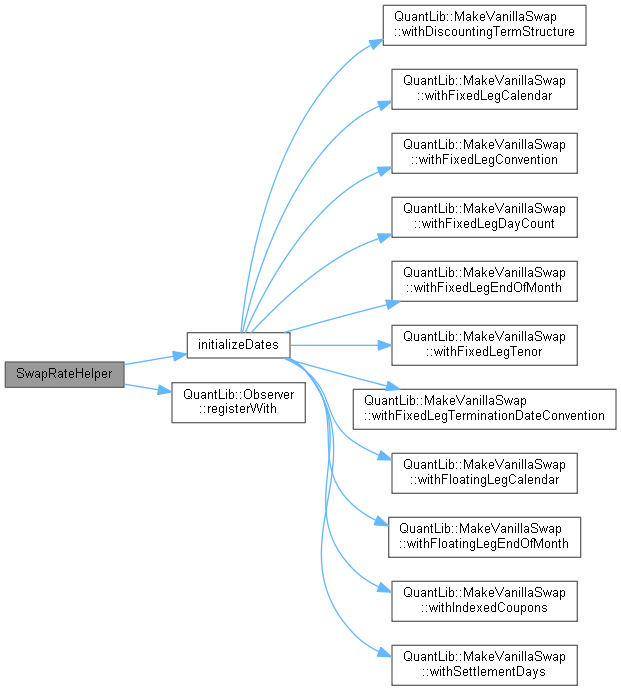 SwapRateHelper
initializeDates
QuantLib::Observer
::registerWith
QuantLib::MakeVanillaSwap
::withDiscountingTermStructure
QuantLib::MakeVanillaSwap
::withFixedLegCalendar
QuantLib::MakeVanillaSwap
::withFixedLegConvention
QuantLib::MakeVanillaSwap
::withFixedLegDayCount
QuantLib::MakeVanillaSwap
::withFixedLegEndOfMonth
QuantLib::MakeVanillaSwap
::withFixedLegTenor
QuantLib::MakeVanillaSwap
::withFixedLegTerminationDateConvention
QuantLib::MakeVanillaSwap
::withFloatingLegCalendar
QuantLib::MakeVanillaSwap
::withFloatingLegEndOfMonth
QuantLib::MakeVanillaSwap
::withIndexedCoupons
QuantLib::MakeVanillaSwap
::withSettlementDays